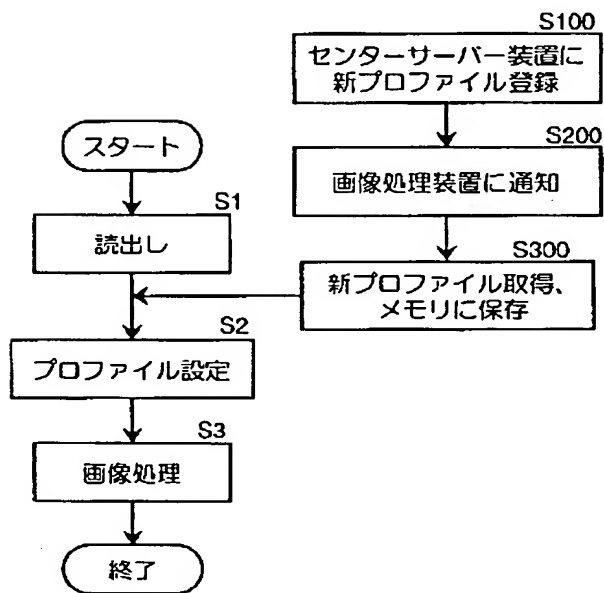 S100
センターサーバー装置に
新プロファイル登録
S200
画像処理装置に通知
S300
新プロファイル取得、
メモリに保存
スタート
S1
読出し
S2
プロファイル設定
S3
画像処理
終了